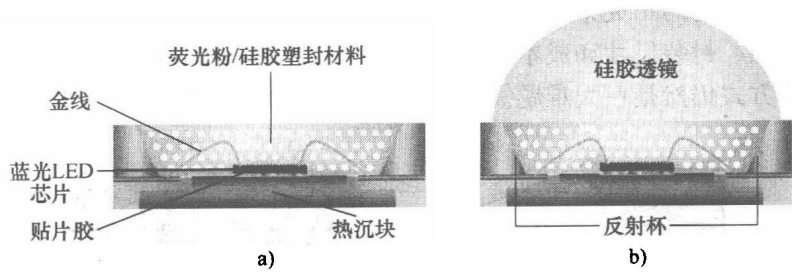 荧光粉/硅胶塑封材料
金线
蓝光LED
芯片
贴片胶
热沉块
a)
硅胶透镜
反射杯
b)